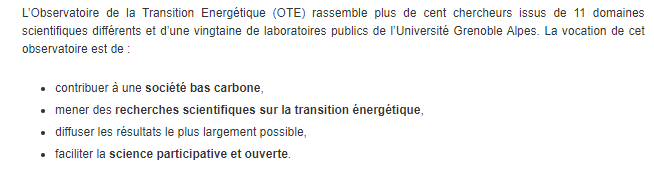 L'Observatoire de la Transition Energétique (OTE) rassemble plus de cent chercheurs issus de 11 domaines
scientifiques différents et d'une vingtaine de laboratoires publics de l'Université Grenoble Alpes. La vocation de cet
observatoire est de :
• contribuer à une société bas carbone,
• mener des recherches scientifiques sur la transition énergétique,
• diffuser les résultats le plus largement possible,
• faciliter la science participative et ouverte.